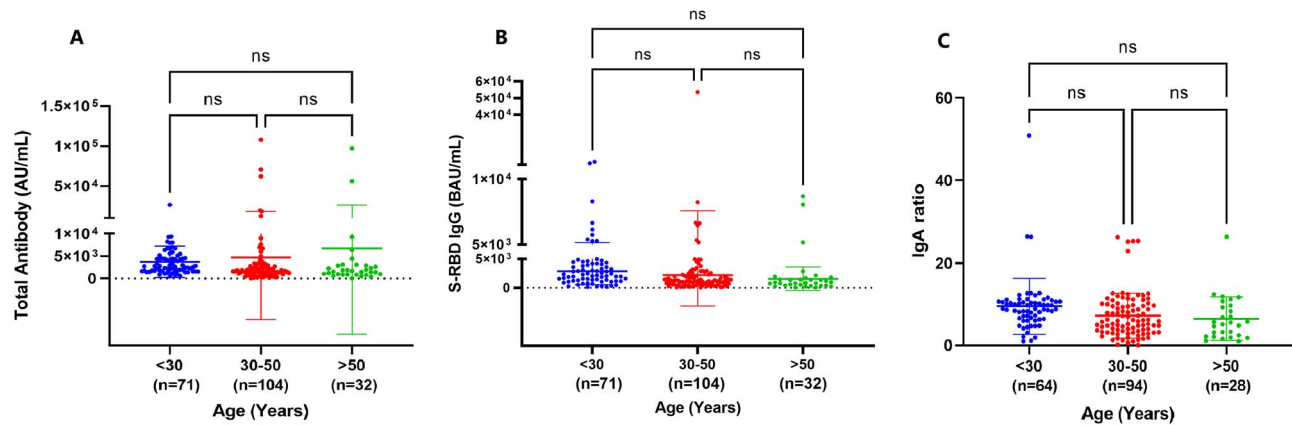 A
ns
ns
ns
Total Antibody (AU/mL)
1.5×10⁵
1×10⁵
5×10⁴
1×10⁴
5×10³
0
<30
(n=71)
30-50
(n=104)
>50
(n=32)
Age (Years)
B
ns
ns
ns
S-RBD IgG (BAU/mL)
6×10⁴
5×10⁴
4×10⁴
1×10⁴
5×10³
5×10³
0
<30
(n=71)
30-50
(n=104)
>50
(n=32)
Age (Years)
C
ns
ns
ns
IgA ratio
60
40
20
0
<30
(n=64)
30-50
(n=94)
>50
(n=28)
Age (Years)